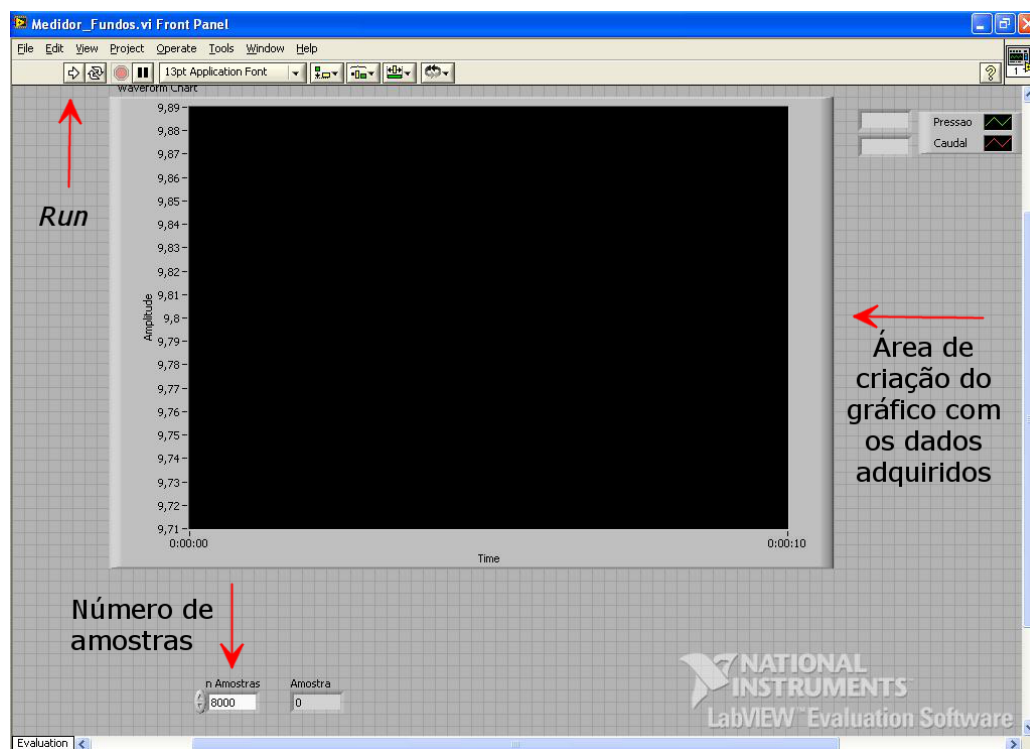 Medidor_Fundos.vi Front Panel
File Edit View Project Operate Tools Window Help
13pt Application Font
1
Waveform Chart
9,89
9,88
9,87
9,86
9,85
9,84
9,83
9,82
9,81
9,8
9,79
9,78
9,77
9,76
9,75
9,74
9,73
9,72
9,71
Amplitude
0:00:00
0:00:10
Time
Pressao
Caudal
Run
Área de
criação do
gráfico com
os dados
adquiridos
Número de
amostras
n Amostras
8000
Amostra
0
NATIONAL
INSTRUMENTS
LabVIEW™ Evaluation Software
Evaluation